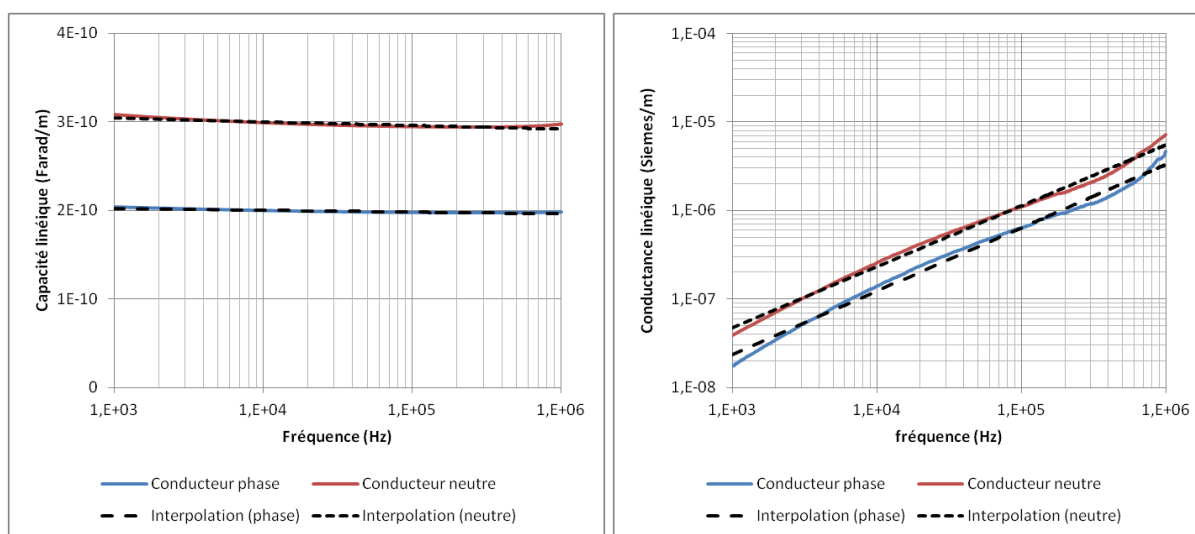 4E-10
3E-10
2E-10
1E-10
0
Capacité linéique (Farad/m)
1,E+03
1,E+04
1,E+05
1,E+06
Fréquence (Hz)
Conducteur phase
Conducteur neutre
Interpolation (phase)
Interpolation (neutre)
1,E-04
1,E-05
1,E-06
1,E-07
1,E-08
Conductance linéique (Siemes/m)
1,E+03
1,E+04
1,E+05
1,E+06
fréquence (Hz)
Conducteur phase
Conducteur neutre
Interpolation (phase)
Interpolation (neutre)